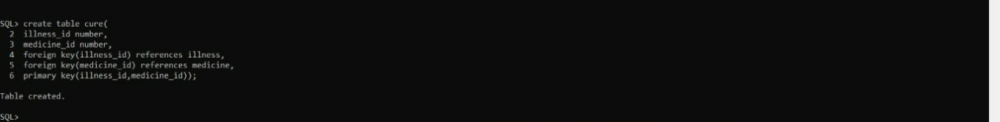 SQL> create table cure(
  2  illness_id number,
  3  medicine_id number,
  4  foreign key(illness_id) references illness,
  5  foreign key(medicine_id) references medicine,
  6  primary key(illness_id,medicine_id));
Table created.
SQL>